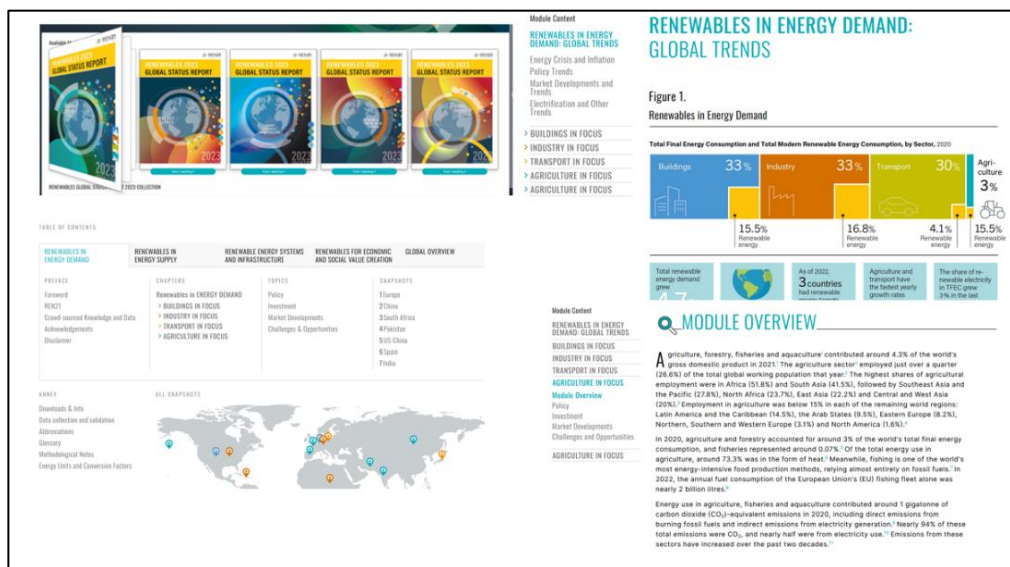 RENEWABLES 2023
GLOBAL STATUS REPORT
2023
RENEWABLES 2023
GLOBAL STATUS REPORT
2023
RENEWABLES 2023
GLOBAL STATUS REPORT
2023
RENEWABLES 2023
GLOBAL STATUS REPORT
2023
RENEWABLES 2023
GLOBAL STATUS REPORT
2023
TABLE OF CONTENTS
RENEWABLES IN
ENERGY DEMAND
RENEWABLES IN
ENERGY SUPPLY
RENEWABLE ENERGY SYSTEMS
AND INFRASTRUCTURE
RENEWABLES FOR ECONOMIC
AND SOCIAL VALUE CREATION
GLOBAL OVERVIEW
PREFACE
Foreword
REN21
Crowd-sourced Knowledge and Data
Acknowledgements
Disclaimer
CHAPTERS
Renewables in ENERGY DEMAND
> BUILDINGS IN FOCUS
> INDUSTRY IN FOCUS
> TRANSPORT IN FOCUS
> AGRICULTURE IN FOCUS
TOPICS
Policy
Investment
Market Developments
Challenges & Opportunities
SNAPSHOTS
1 Europe
2 China
3 South Africa
4 Pakistan
5 US China
6 Spain
7 India
ANNEX
Downloads & Info
Data collection and validation
Abbreviations
Glossary
Methodological Notes
Energy Units and Conversion Factors
ALL SNAPSHOTS
Module Content
RENEWABLES IN ENERGY
DEMAND: GLOBAL TRENDS
Energy Crisis and Inflation
Policy Trends
Market Developments and
Trends
Electrification and Other
Trends
> BUILDINGS IN FOCUS
> INDUSTRY IN FOCUS
> TRANSPORT IN FOCUS
> AGRICULTURE IN FOCUS
> AGRICULTURE IN FOCUS
RENEWABLES IN ENERGY DEMAND:
GLOBAL TRENDS
Figure 1.
Renewables in Energy Demand
Total Final Energy Consumption and Total Modern Renewable Energy Consumption, by Sector, 2020
Buildings 33%
Industry 33%
Transport 30%
Agri-
culture
3%
15.5%
Renewable
energy
16.8%
Renewable
energy
4.1%
Renewable
energy
15.5%
Renewable
energy
Total renewable
energy demand
grew
As of 2022,
3 countries
had renewable
Agriculture and
transport have
the fastest yearly
growth rates
The share of re-
newable electricity
in TFEC grew
3% in the last
Module Content
RENEWABLES IN ENERGY
DEMAND: GLOBAL TRENDS
BUILDINGS IN FOCUS
INDUSTRY IN FOCUS
TRANSPORT IN FOCUS
AGRICULTURE IN FOCUS
Module Overview
Policy
Investment
Market Developments
Challenges and Opportunities
AGRICULTURE IN FOCUS
MODULE OVERVIEW
Agriculture, forestry, fisheries and aquaculture contributed around 4.3% of the world's
gross domestic product in 2021.1 The agriculture sector employed just over a quarter
(26.6%) of the total global working population that year.2 The highest shares of agricultural
employment were in Africa (51.8%) and South Asia (41.5%), followed by Southeast Asia and
the Pacific (27.8%), North Africa (23.7%), East Asia (22.2%) and Central and West Asia
(20%).3 Employment in agriculture was below 15% in each of the remaining world regions:
Latin America and the Caribbean (14.5%), the Arab States (9.5%), Eastern Europe (8.2%),
Northern, Southern and Western Europe (3.1%) and North America (1.6%).4
In 2020, agriculture and forestry accounted for around 3% of the world's total final energy
consumption, and fisheries represented around 0.07%.5 Of the total energy use in
agriculture, around 73.3% was in the form of heat.6 Meanwhile, fishing is one of the world's
most energy-intensive food production methods, relying almost entirely on fossil fuels.7 In
2022, the annual fuel consumption of the European Union's (EU) fishing fleet alone was
nearly 2 billion litres.8
Energy use in agriculture, fisheries and aquaculture contributed around 1 gigatonne of
carbon dioxide (CO2)-equivalent emissions in 2020, including direct emissions from
burning fossil fuels and indirect emissions from electricity generation.9 Nearly 94% of these
total emissions were CO2, and nearly half were from electricity use.10 Emissions from these
sectors have increased over the past two decades.11